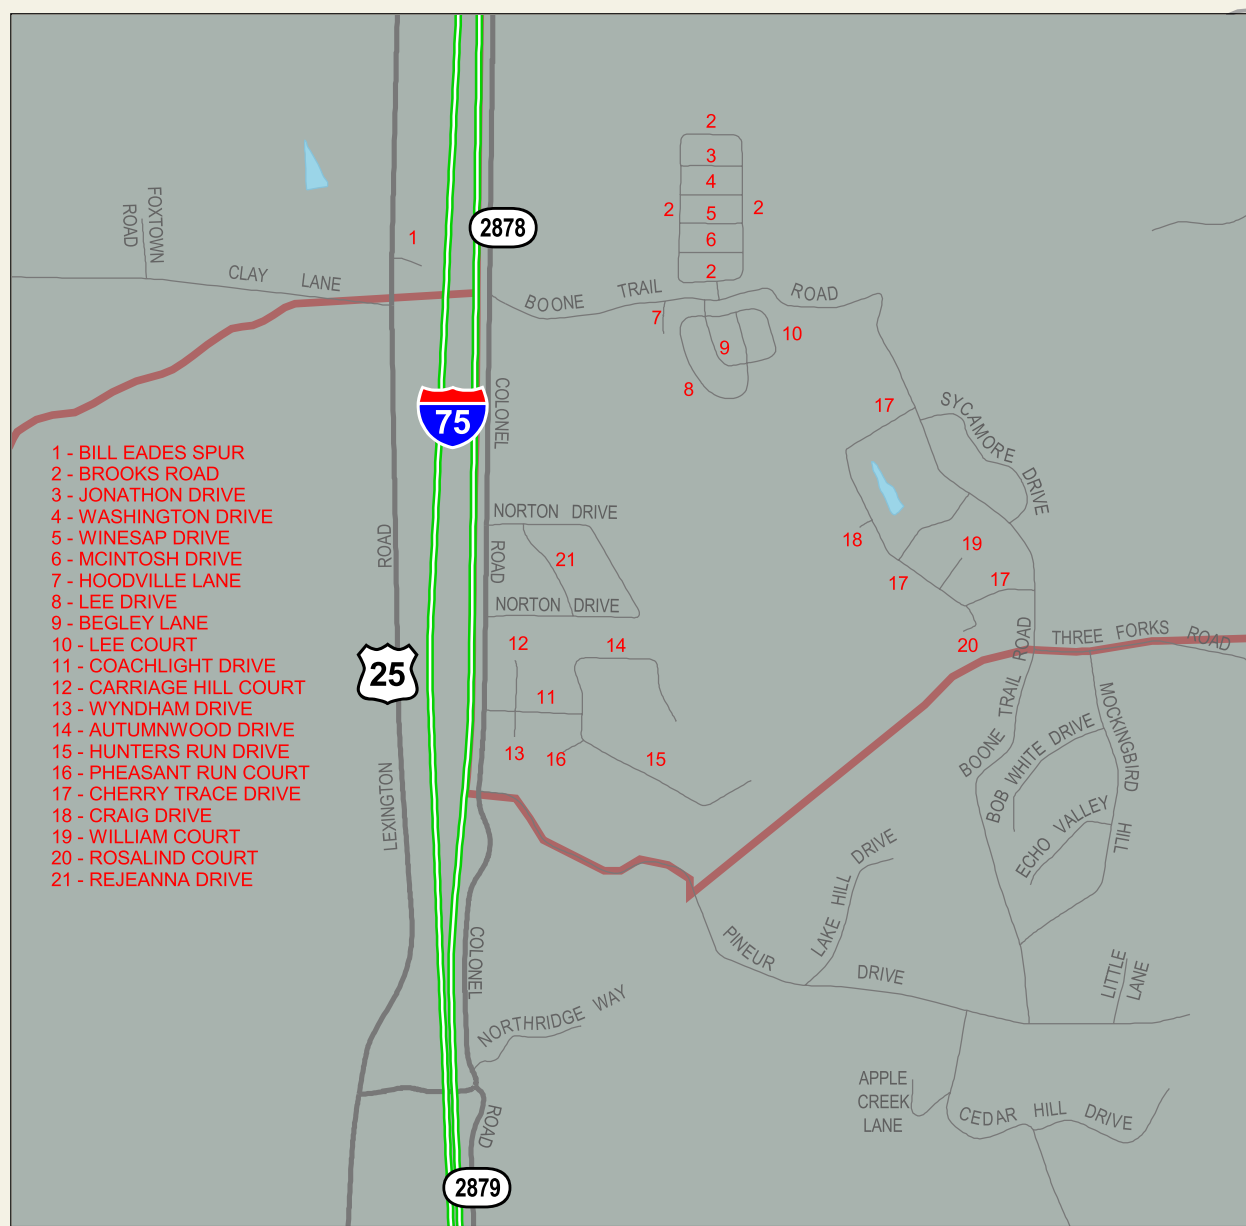 2
3
4
2
5
2
6
2
FOXTOWN
ROAD
2878
1
CLAY LANE
BOONE TRAIL ROAD
7
9
10
8
COLONEL
75
17
SYCAMORE DRIVE
1 - BILL EADES SPUR
2 - BROOKS ROAD
3 - JONATHON DRIVE
4 - WASHINGTON DRIVE
5 - WINESAP DRIVE
6 - MCINTOSH DRIVE
7 - HOODVILLE LANE
8 - LEE DRIVE
9 - BEGLEY LANE
10 - LEE COURT
11 - COACHLIGHT DRIVE
12 - CARRIAGE HILL COURT
13 - WYNDHAM DRIVE
14 - AUTUMNWOOD DRIVE
15 - HUNTERS RUN DRIVE
16 - PHEASANT RUN COURT
17 - CHERRY TRACE DRIVE
18 - CRAIG DRIVE
19 - WILLIAM COURT
20 - ROSALIND COURT
21 - REJEANNA DRIVE
NORTON DRIVE
ROAD
ROAD
21
18
19
17
17
NORTON DRIVE
12
14
20
THREE FORKS ROAD
25
11
13
16
15
BOONE TRAIL ROAD
BOB WHITE DRIVE
MOCKINGBIRD
HILL
ECHO VALLEY
LEXINGTON
LAKE HILL DRIVE
PINEUR DRIVE
COLONEL
LITTLE
LANE
NORTHRIDGE WAY
APPLE
CREEK
LANE
CEDAR HILL DRIVE
ROAD
2879